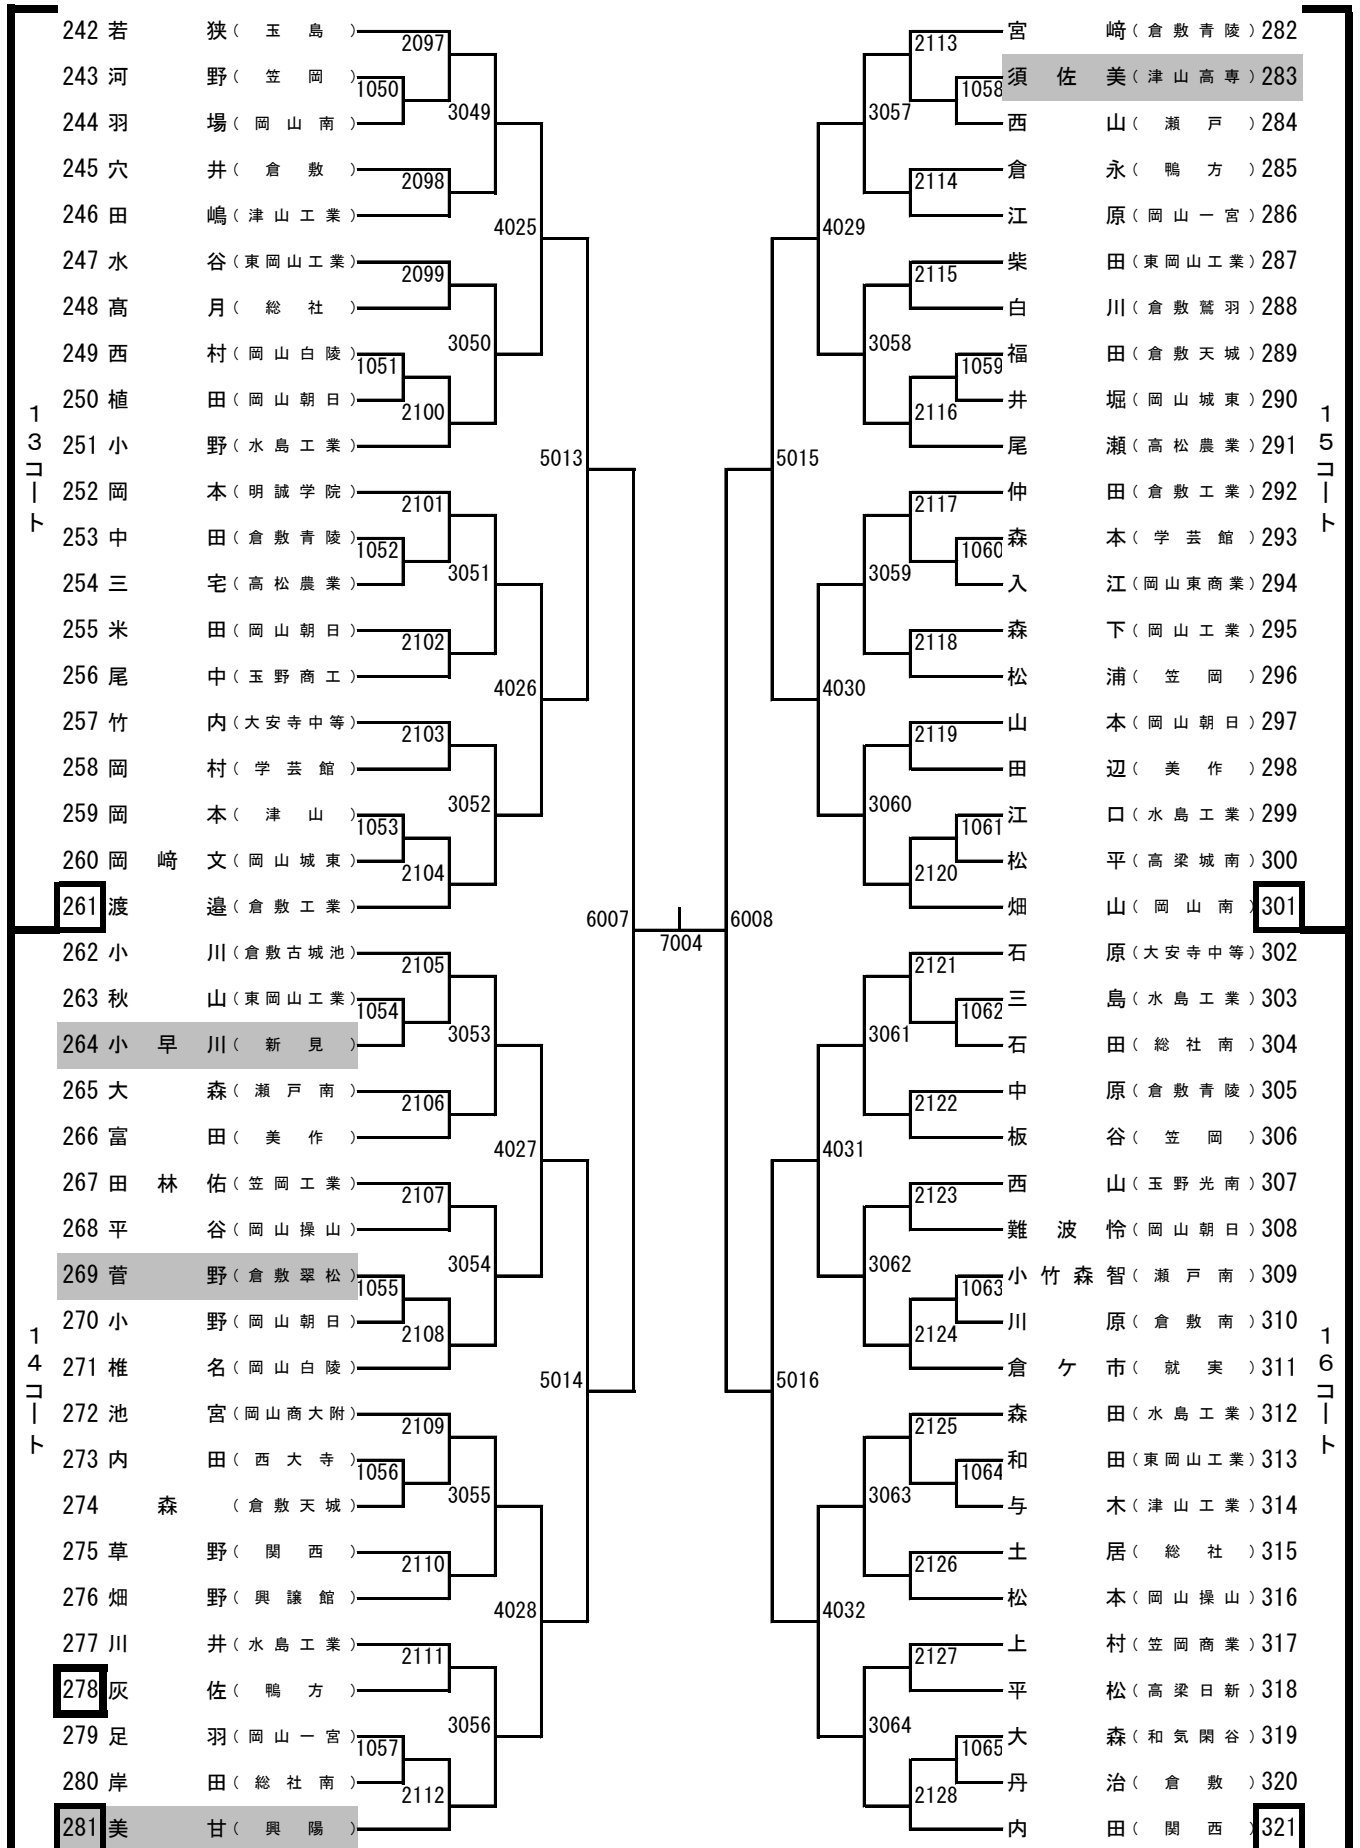 242 若狭(玉島)
243 河野(笠岡)
244 羽場(岡山南)
245 穴井(倉敷)
246 田嶋(津山工業)
247 水谷(東岡山工業)
248 髙月(総社)
249 西村(岡山白陵)
250 植田(岡山朝日)
251 小野(水島工業)
252 岡本(明誠学院)
253 中田(倉敷青陵)
254 三宅(高松農業)
255 米田(岡山朝日)
256 尾中(玉野商工)
257 竹内(大安寺中等)
258 岡村(学芸館)
259 岡本(津山)
260 岡﨑文(岡山城東)
261 渡邉(倉敷工業)
13コート
262 小川(倉敷古城池)
263 秋山(東岡山工業)
264 小早川(新見)
265 大森(瀬戸南)
266 富田(美作)
267 田林佑(笠岡工業)
268 平谷(岡山操山)
269 菅野(倉敷翠松)
270 小野(岡山朝日)
271 椎名(岡山白陵)
272 池宮(岡山商大附)
273 内田(西大寺)
274 森(倉敷天城)
275 草野(関西)
276 畑野(興譲館)
277 川井(水島工業)
278 灰佐(鴨方)
279 足羽(岡山一宮)
280 岸田(総社南)
281 美甘(興陽)
14コート
1050
1051
1052
1053
1054
1055
1056
1057
2097
2098
2099
2100
2101
2102
2103
2104
2105
2106
2107
2108
2109
2110
2111
2112
3049
3050
3051
3052
3053
3054
3055
3056
4025
4026
4027
4028
5013
5014
6007
7004
6008
5015
5016
4029
4030
4031
4032
3057
3058
3059
3060
3061
3062
3063
3064
2113
2114
2115
2116
2117
2118
2119
2120
2121
2122
2123
2124
2125
2126
2127
2128
1058
1059
1060
1061
1062
1063
1064
1065
宮﨑(倉敷青陵) 282
須佐美(津山高専) 283
西山(瀬戸) 284
倉永(鴨方) 285
江原(岡山一宮) 286
柴田(東岡山工業) 287
白川(倉敷鷲羽) 288
福田(倉敷天城) 289
井堀(岡山城東) 290
尾瀬(高松農業) 291
仲田(倉敷工業) 292
森本(学芸館) 293
入江(岡山東商業) 294
森下(岡山工業) 295
松浦(笠岡) 296
山本(岡山朝日) 297
田辺(美作) 298
江口(水島工業) 299
松平(高梁城南) 300
畑山(岡山南) 301
15コート
石原(大安寺中等) 302
三島(水島工業) 303
石田(総社南) 304
中原(倉敷青陵) 305
板谷(笠岡) 306
西山(玉野光南) 307
難波怜(岡山朝日) 308
小竹森智(瀬戸南) 309
川原(倉敷南) 310
倉ケ市(就実) 311
森田(水島工業) 312
和田(東岡山工業) 313
与木(津山工業) 314
土居(総社) 315
松本(岡山操山) 316
上村(笠岡商業) 317
平松(高梁日新) 318
大森(和気閑谷) 319
丹治(倉敷) 320
内田(関西) 321
16コート